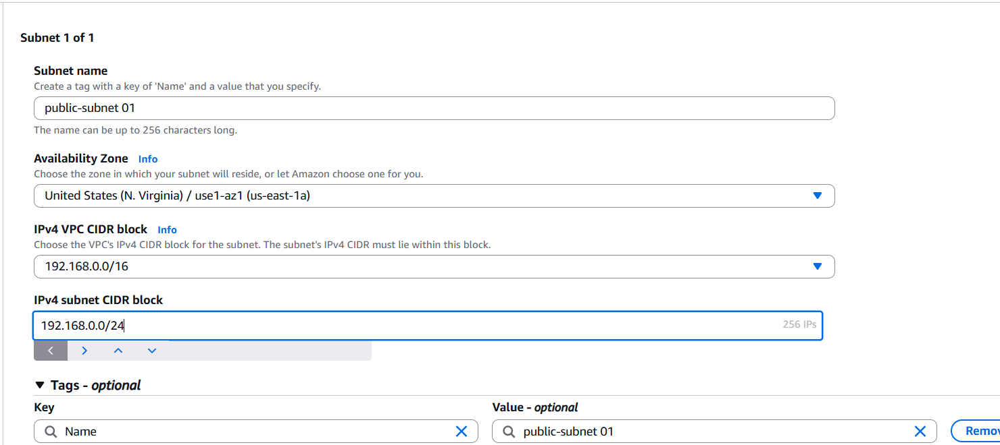 Subnet 1 of 1
Subnet name
Create a tag with a key of 'Name' and a value that you specify.
public-subnet 01
The name can be up to 256 characters long.
Availability Zone Info
Choose the zone in which your subnet will reside, or let Amazon choose one for you.
United States (N. Virginia) / use1-az1 (us-east-1a)
IPv4 VPC CIDR block Info
Choose the VPC's IPv4 CIDR block for the subnet. The subnet's IPv4 CIDR must lie within this block.
192.168.0.0/16
IPv4 subnet CIDR block
192.168.0.0/24 256 IPs
Tags - optional
Key Value - optional
Name public-subnet 01 Remov